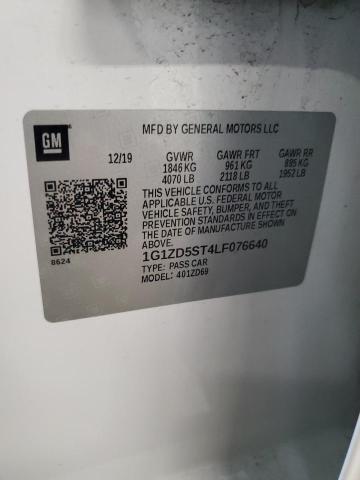 GM
MFD BY GENERAL MOTORS LLC
12/19 GVWR GAWR FRT GAWR RR
1846 KG 961 KG 885 KG
4070 LB 2118 LB 1952 LB
THIS VEHICLE CONFORMS TO ALL
APPLICABLE U.S. FEDERAL MOTOR
VEHICLE SAFETY, BUMPER, AND THEFT
PREVENTION STANDARDS IN EFFECT ON
THE DATE OF MANUFACTURE SHOWN
ABOVE.
1G1ZD5ST4LF076640
TYPE: PASS CAR
MODEL: 401ZD69
8624